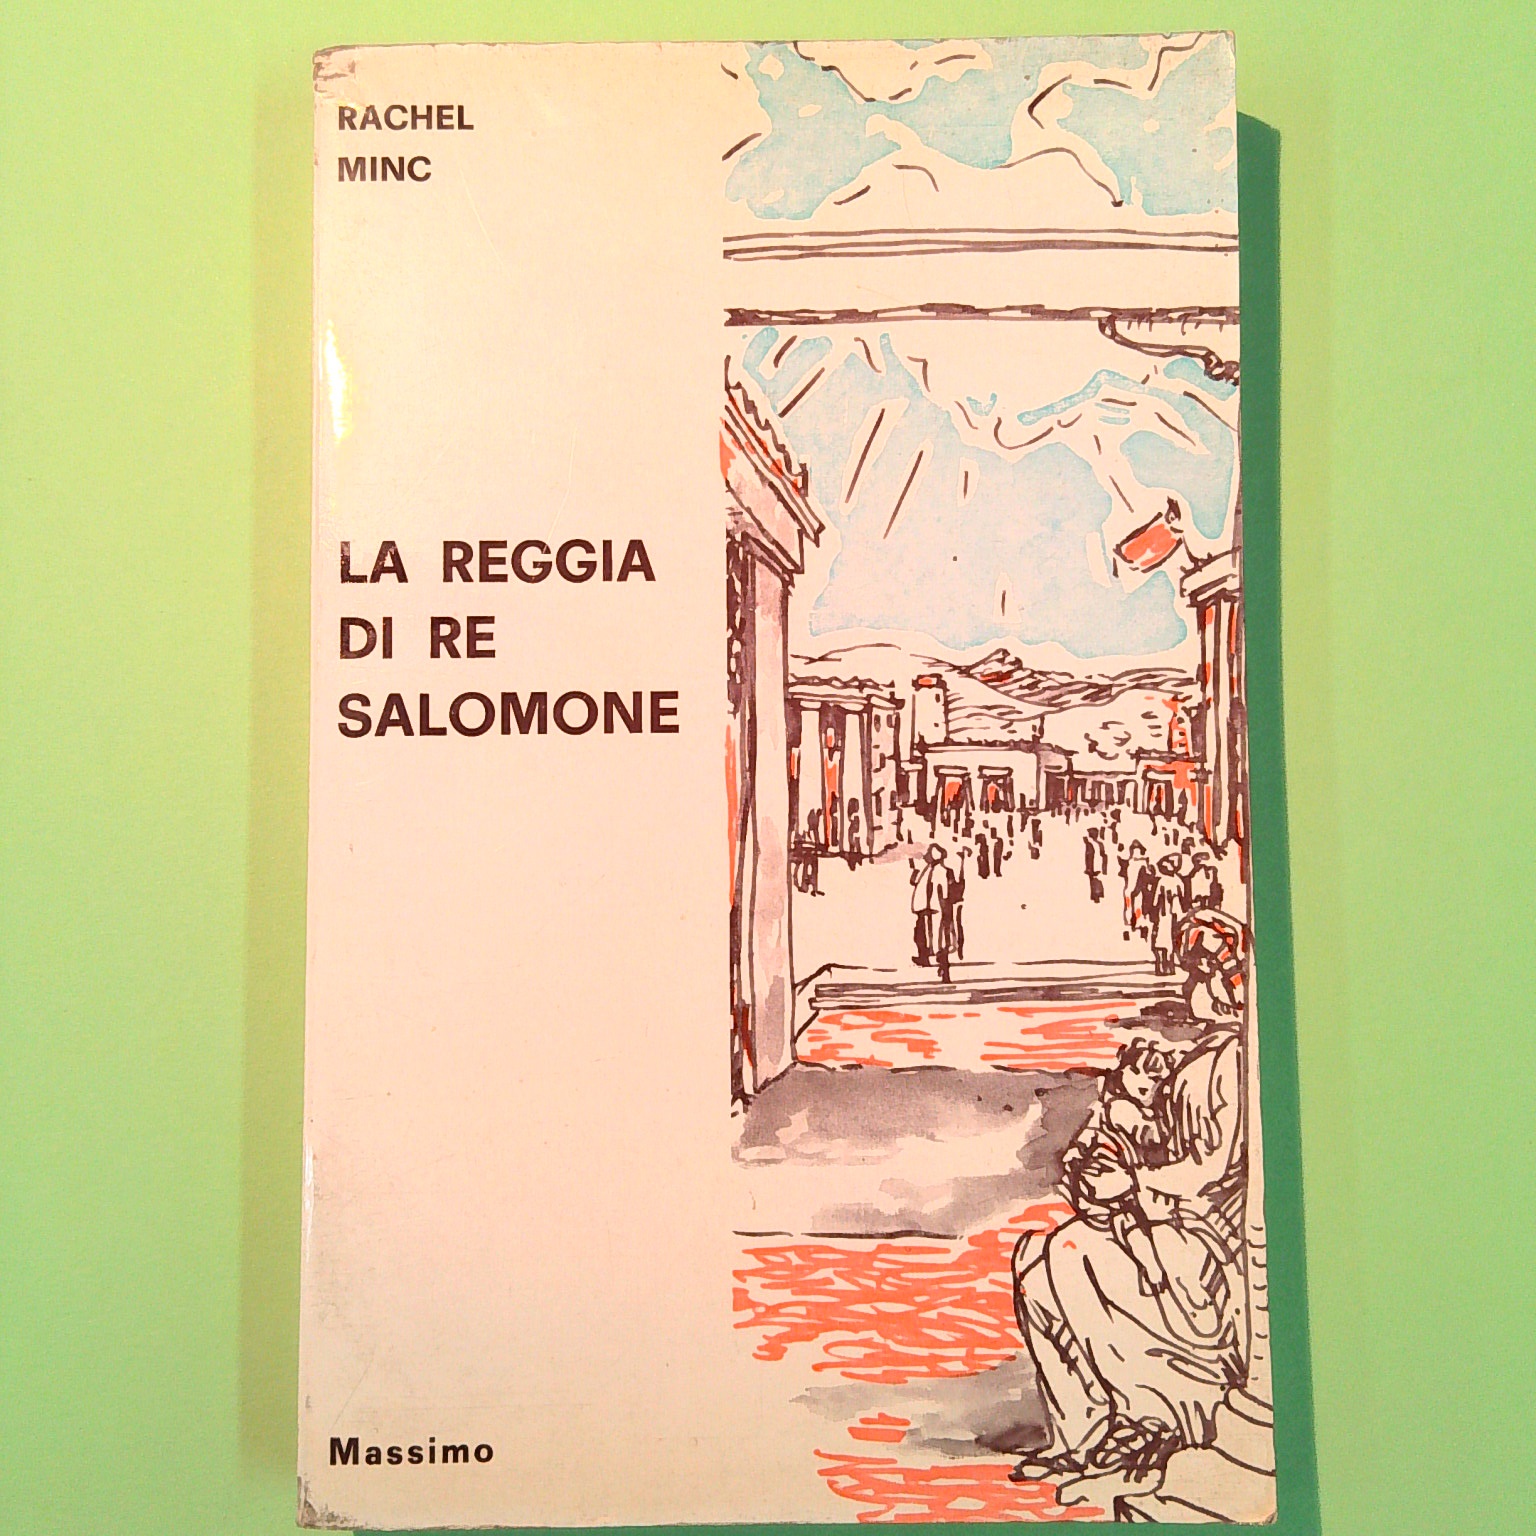 RACHEL
MINC
LA REGGIA
DI RE
SALOMONE
Massimo